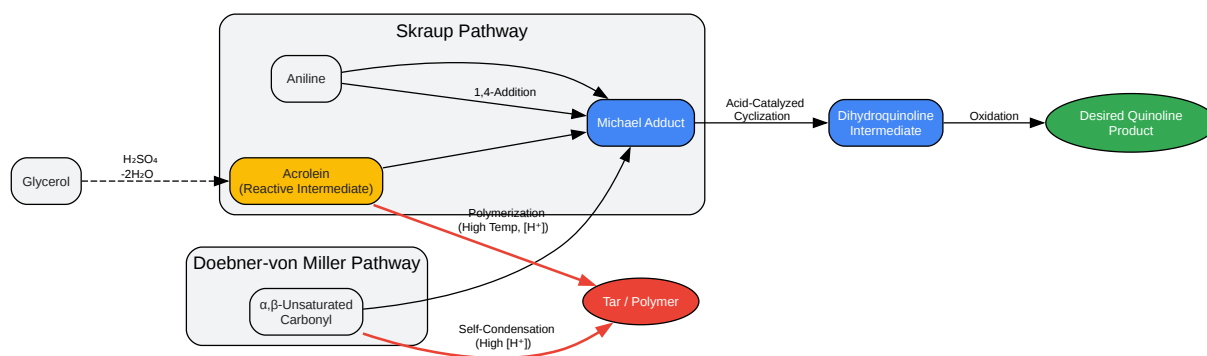 Skraup Pathway
Aniline
1,4-Addition
Michael Adduct
Acid-Catalyzed
Cyclization
Dihydroquinoline
Intermediate
Oxidation
Desired Quinoline
Product
Glycerol
H₂SO₄
-2H₂O
Acrolein
(Reactive Intermediate)
Polymerization
(High Temp, [H⁺])
Doebner-von Miller Pathway
α,β-Unsaturated
Carbonyl
Tar / Polymer
Self-Condensation
(High [H⁺])